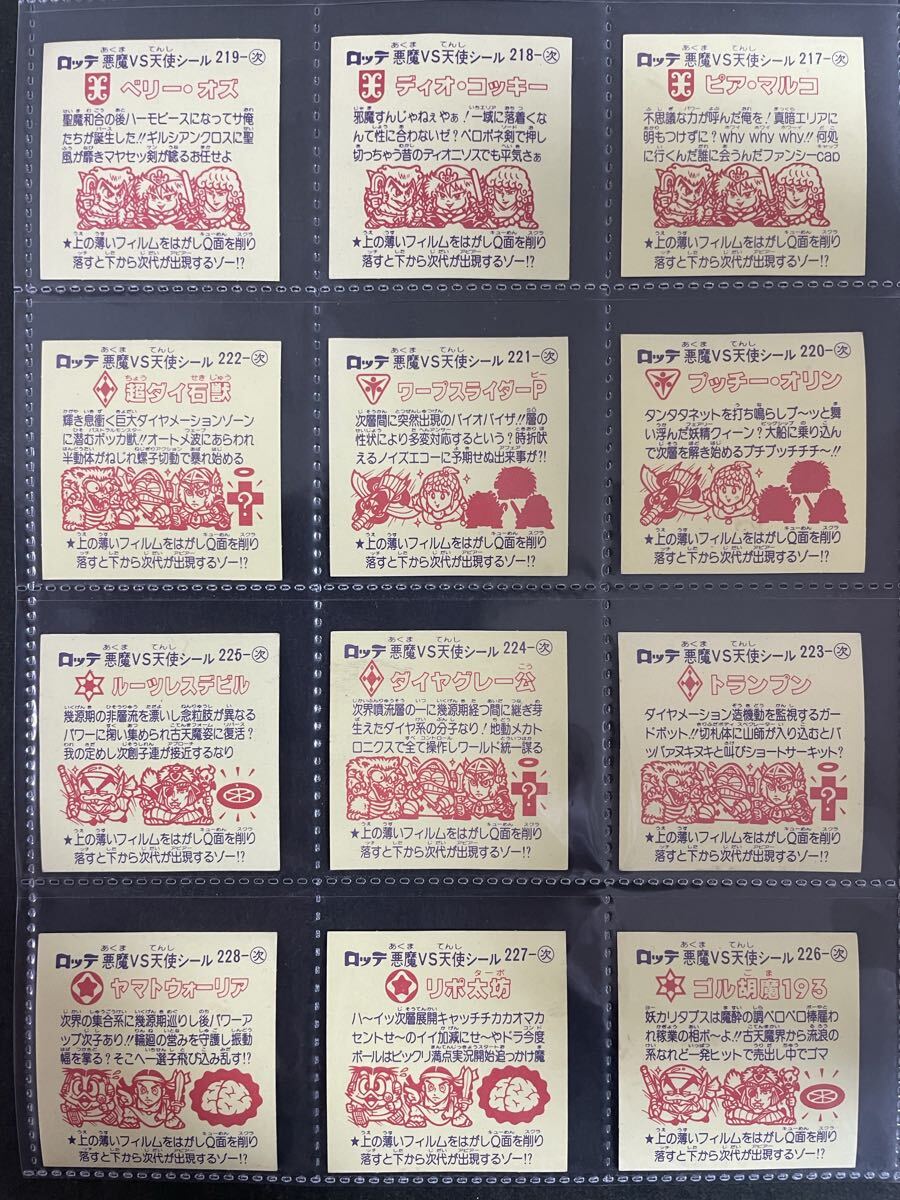 ロッテ 悪魔VS天使シール 219-次
ベリー・オズ
聖魔和合の後ハーモピースになってサ俺
たちが誕生した!!ギルシアンクロスに聖
風が靡きマヤセッ剣が唸るお任せよ
★上の薄いフィルムをはがしQ面を削り
落すと下から次代が出現するゾー!?
ロッテ 悪魔VS天使シール 218-次
ディオ・コッキー
邪魔すんじゃねぇやぁ!一域に落着くな
んて性に合わないゼ?ペロポネ剣で押し
切っちゃう昔のディオニソスでも平気さぁ
★上の薄いフィルムをはがしQ面を削り
落すと下から次代が出現するゾー!?
ロッテ 悪魔VS天使シール 217-次
ピア・マルコ
不思議な力が呼んだ俺を!真暗エリアに
明もつけずに?why why why!!何処
に行くんだ誰に会うんだファンシーcap
★上の薄いフィルムをはがしQ面を削り
落すと下から次代が出現するゾー!?
ロッテ 悪魔VS天使シール 222-次
超ダイ石獣
輝き息衝く巨大ダイヤメーションゾーン
に潜むポッカ獣!!オートメ波にあらわれ
半動体がねじれ螺子切動で暴れ始める
★上の薄いフィルムをはがしQ面を削り
落すと下から次代が出現するゾー!?
ロッテ 悪魔VS天使シール 221-次
ワープスライダーP
次層間に突然出現のバイオバイザ!!層の
性状により多変対応するという?時折吠
えるノイズエコーに予期せぬ出来事が?!
★上の薄いフィルムをはがしQ面を削り
落すと下から次代が出現するゾー!?
ロッテ 悪魔VS天使シール 220-次
プッチー・オリン
タンタタネットを打ち鳴らしブ〜ッと舞
い浮んだ妖精クィーン?大船に乗り込ん
で次層を解き始めるプチプッチチ〜!!
★上の薄いフィルムをはがしQ面を削り
落すと下から次代が出現するゾー!?
ロッテ 悪魔VS天使シール 225-次
ルーツレスデビル
幾源期の非層流を漂いし念粒肢が異なる
パワーに掬い集められ古天魔姿に復活?
我の定めし次創子連が接近するなり
★上の薄いフィルムをはがしQ面を削り
落すと下から次代が出現するゾー!?
ロッテ 悪魔VS天使シール 224-次
ダイヤグレー公
次界噴流層の一に幾源期経つ間に継ぎ芽
生えたダイヤ系の分子なり!地動メカト
ロニクスで全て操作しワールド統一謀る
★上の薄いフィルムをはがしQ面を削り
落すと下から次代が出現するゾー!?
ロッテ 悪魔VS天使シール 223-次
トランプン
ダイヤメーション造機動を監視するガー
ドボット!!切札体に山師が入り込むとバ
ッバァヌキヌキと叫びショートサーキット?
★上の薄いフィルムをはがしQ面を削り
落すと下から次代が出現するゾー!?
ロッテ 悪魔VS天使シール 228-次
ヤマトウォーリア
次界の集合系に幾源期巡りし後パワーア
ップ次子あり!!輪廻の営みを守護し振動
幅を掌る?そこへ一選子飛び込み乱す!?
★上の薄いフィルムをはがしQ面を削り
落すと下から次代が出現するゾー!?
ロッテ 悪魔VS天使シール 227-次
リポ太坊
ハ〜イッ次層展開キャッチチカカオマカ
セントせ〜のイイ加減にせ〜やドラ今度
ボールはビックリ満点実況開始追っかけ魔
★上の薄いフィルムをはがしQ面を削り
落すと下から次代が出現するゾー!?
ロッテ 悪魔VS天使シール 226-次
ゴル胡魔193
妖カリタブスは魔酔の調ペロペロ棒雇わ
れ稼業の相ボーよ!!古天魔界から流浪の
系なれど一発ヒットで売出し中でゴマ
★上の薄いフィルムをはがしQ面を削り
落すと下から次代が出現するゾー!?